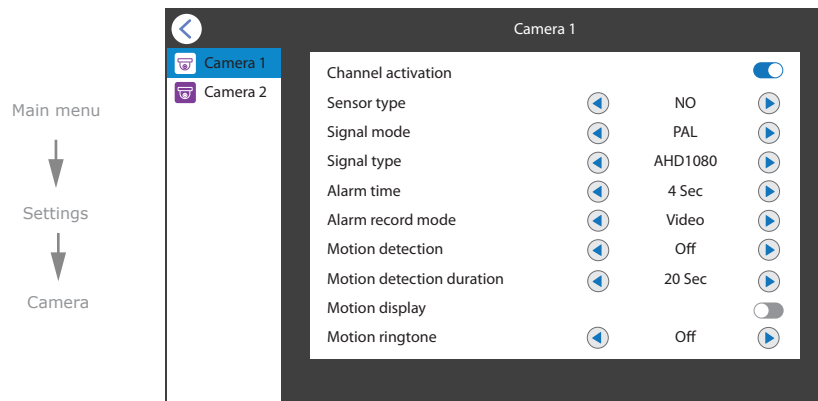 Main menu
Settings
Camera
Camera 1
Camera 1
Camera 2
Channel activation
Sensor type NO
Signal mode PAL
Signal type AHD1080
Alarm time 4 Sec
Alarm record mode Video
Motion detection Off
Motion detection duration 20 Sec
Motion display
Motion ringtone Off